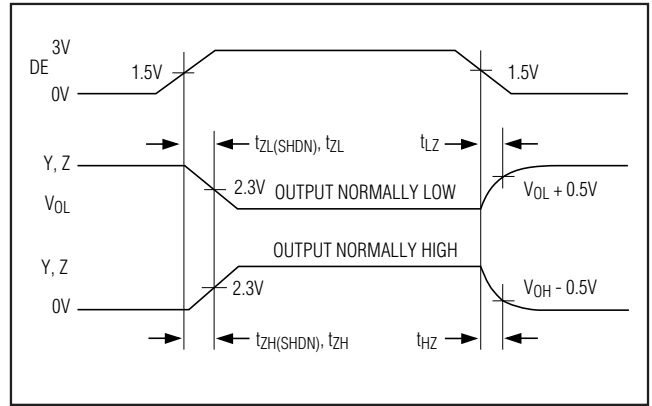 3V
DE
1.5V
1.5V
0V
tZL(SHDN), tZL
tLZ
Y, Z
2.3V
OUTPUT NORMALLY LOW
VOL + 0.5V
VOL
OUTPUT NORMALLY HIGH
Y, Z
2.3V
VOH - 0.5V
0V
tZH(SHDN), tZH
tHZ